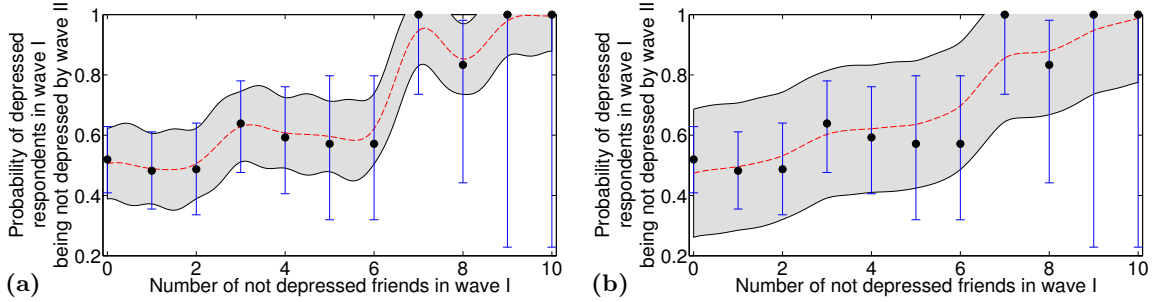 Probability of depressed
respondents in wave I
being not depressed by wave II
1
0.8
0.6
0.4
0.2
0 2 4 6 8 10
Number of not depressed friends in wave I
(a)
Probability of depressed
respondents in wave I
being not depressed by wave II
1
0.8
0.6
0.4
0.2
0 2 4 6 8 10
Number of not depressed friends in wave I
(b)